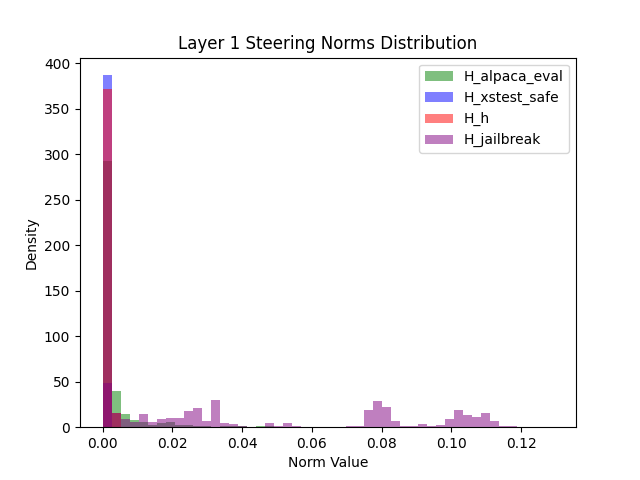 Layer 1 Steering Norms Distribution
Density
400
350
300
250
200
150
100
50
0
H_alpaca_eval
H_xstest_safe
H_h
H_jailbreak
0.00 0.02 0.04 0.06 0.08 0.10 0.12
Norm Value